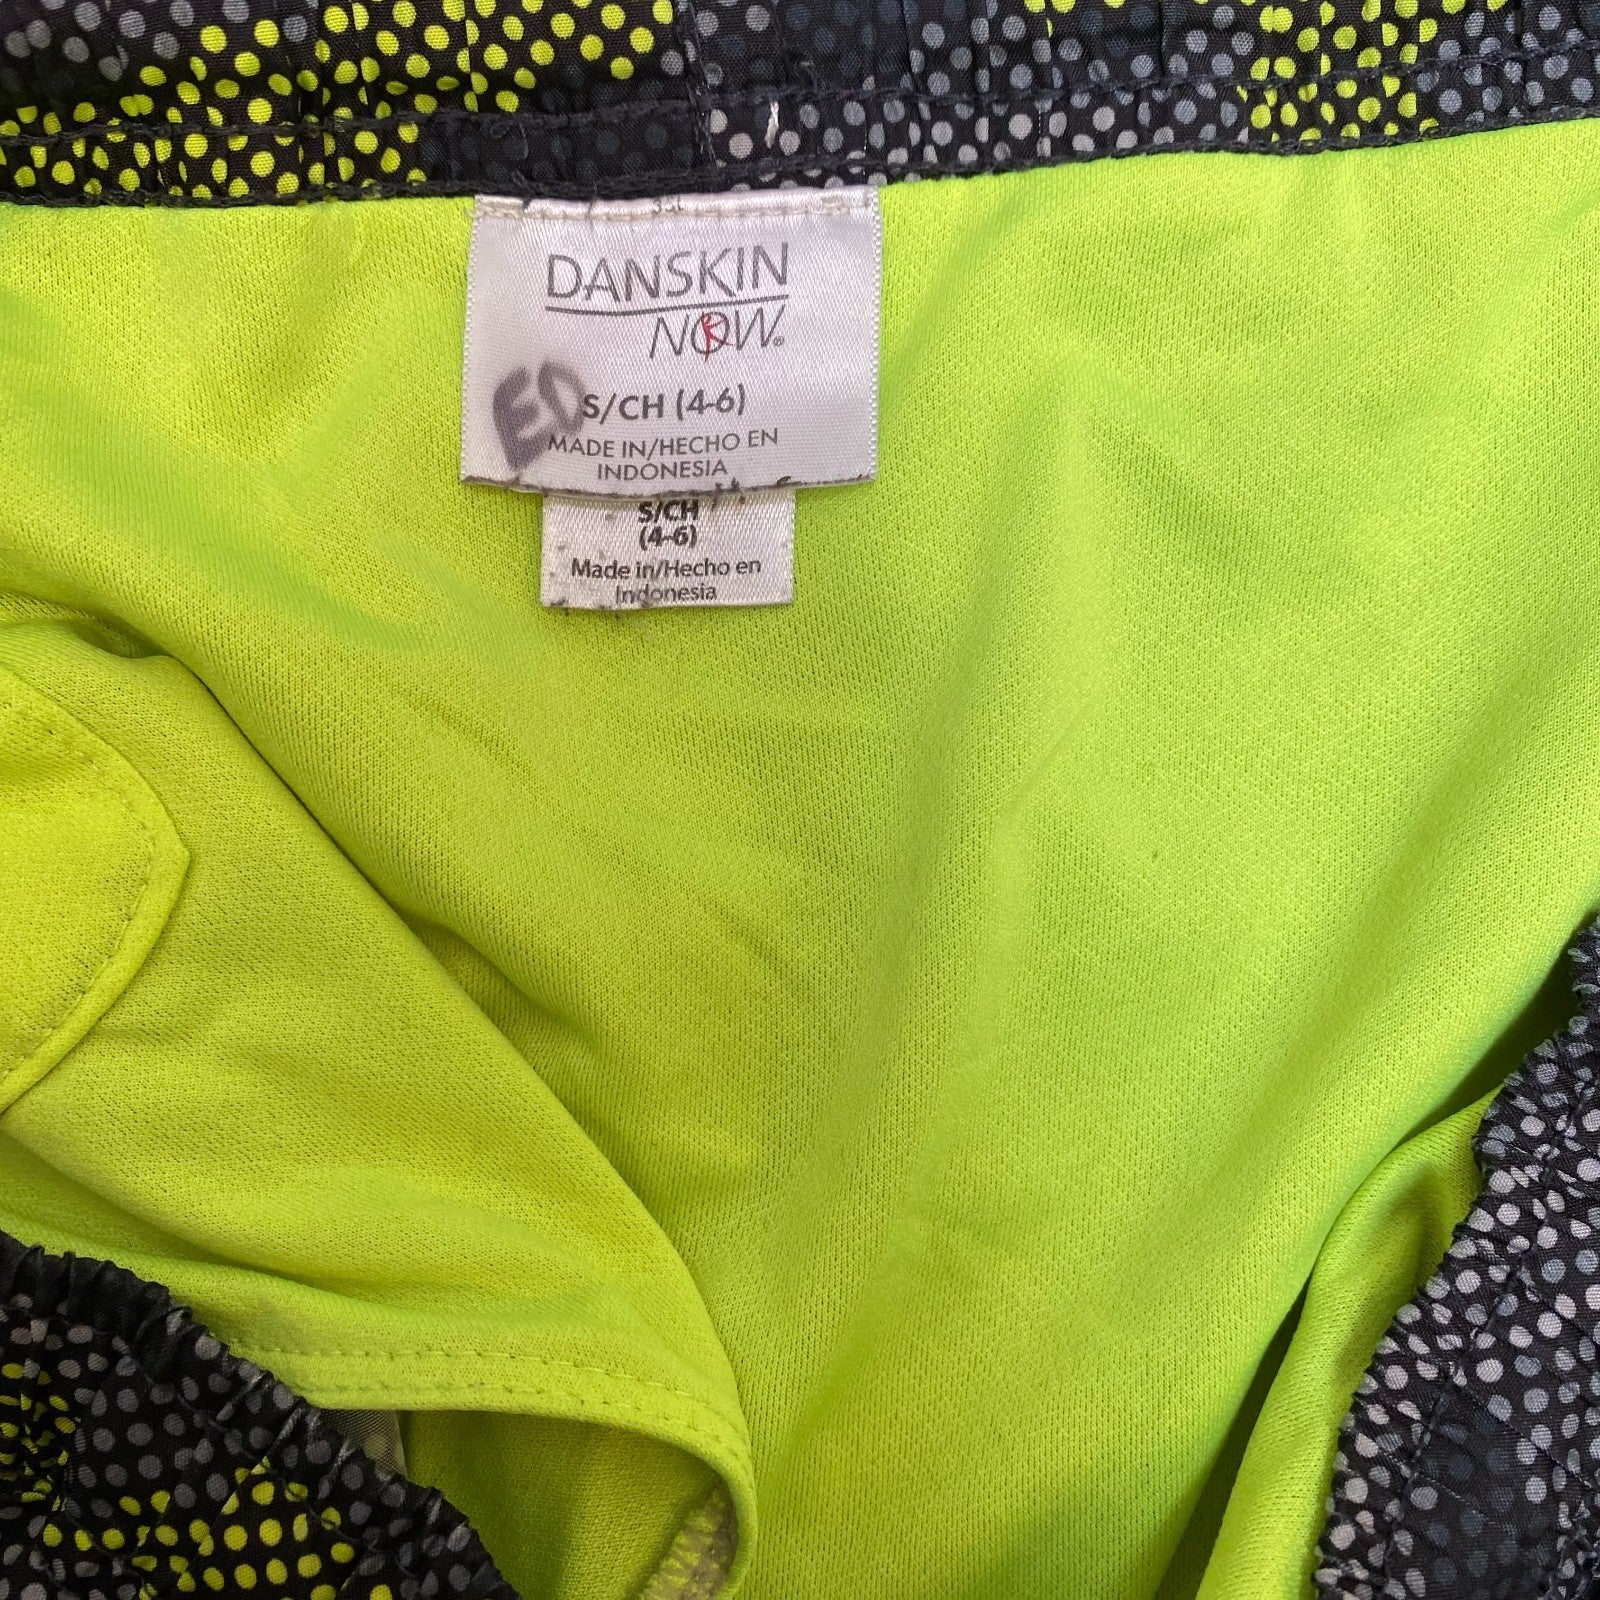 DANSKIN
NOW®
ED
S/CH (4-6)
MADE IN/HECHO EN
INDONESIA
S/CH
(4-6)
Made in/Hecho en
Indonesia